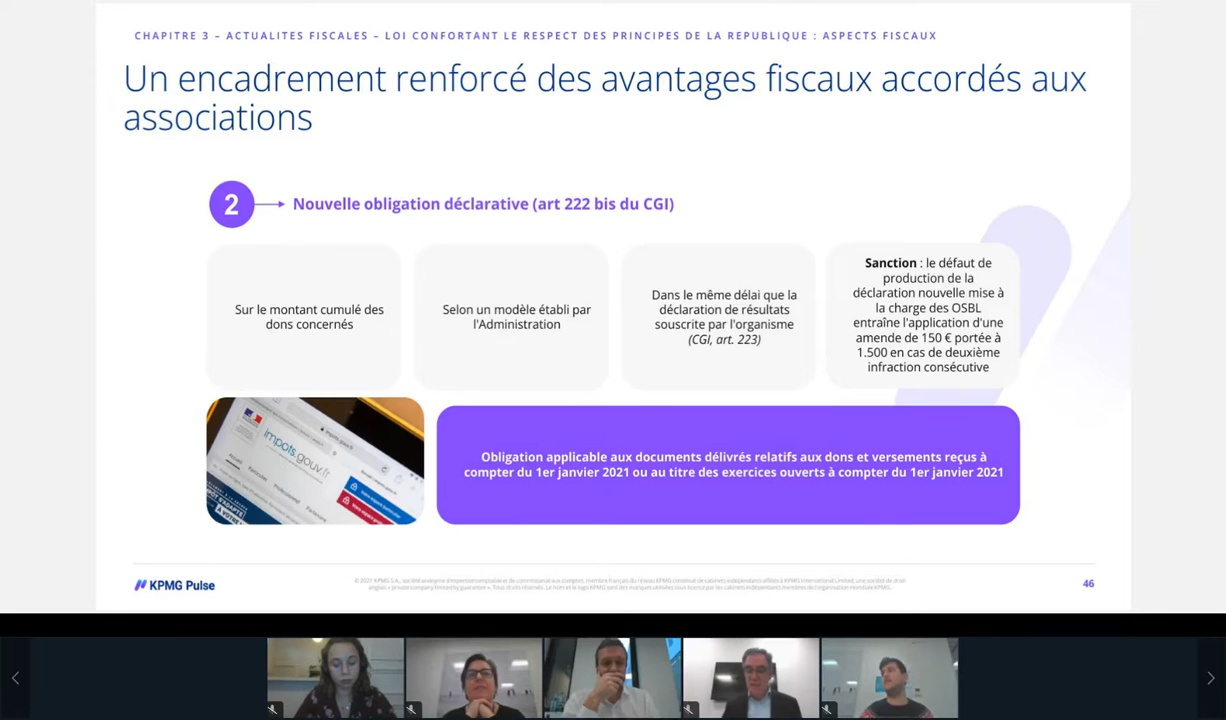 CHAPITRE 3 – ACTUALITES FISCALES – LOI CONFORTANT LE RESPECT DES PRINCIPES DE LA REPUBLIQUE : ASPECTS FISCAUX
Un encadrement renforcé des avantages fiscaux accordés aux
associations
2
Nouvelle obligation déclarative (art 222 bis du CGI)
Sur le montant cumulé des
dons concernés
Selon un modèle établi par
l'Administration
Dans le même délai que la
déclaration de résultats
souscrite par l'organisme
(CGI, art. 223)
Sanction : le défaut de
production de la
déclaration nouvelle mise à
la charge des OSBL
entraîne l'application d'une
amende de 150 € portée à
1.500 en cas de deuxième
infraction consécutive
impots.gouv.fr
Accueil
Particulier
Professionnel
Partenaire
Obligation applicable aux documents délivrés relatifs aux dons et versements reçus à
compter du 1er janvier 2021 ou au titre des exercices ouverts à compter du 1er janvier 2021
KPMG Pulse
46